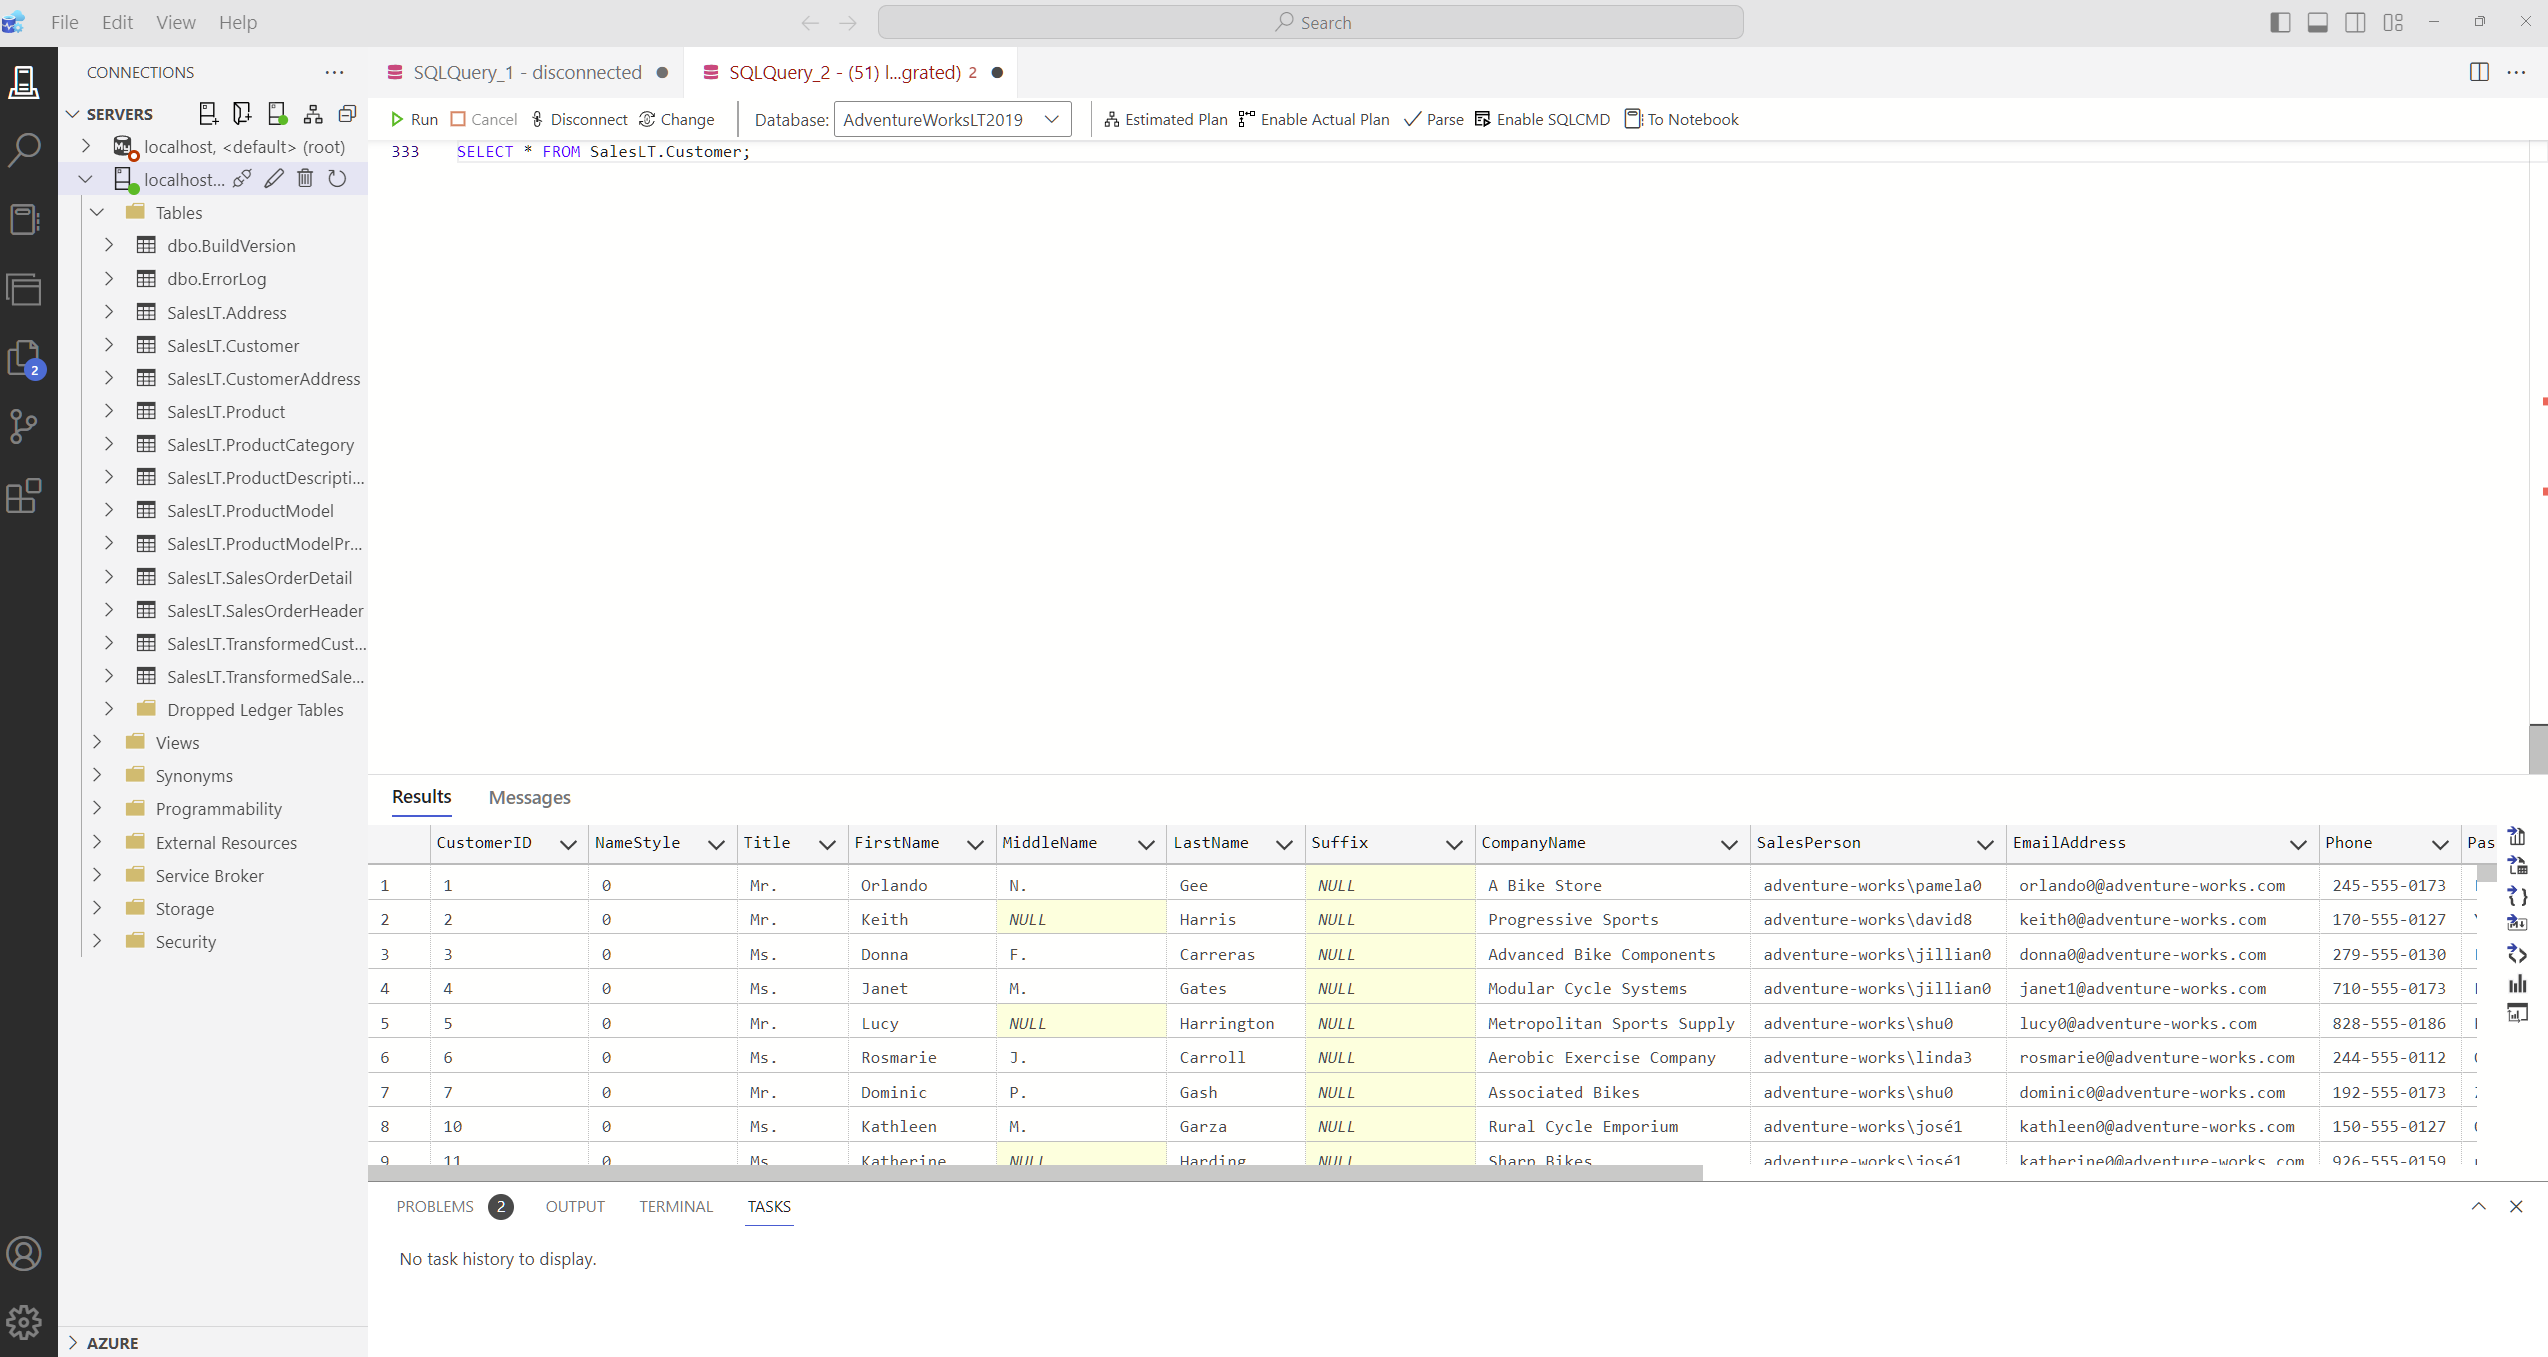 File Edit View Help
Search
CONNECTIONS
SERVERS
localhost, <default> (root)
localhost...
Tables
dbo.BuildVersion
dbo.ErrorLog
SalesLT.Address
SalesLT.Customer
SalesLT.CustomerAddress
SalesLT.Product
SalesLT.ProductCategory
SalesLT.ProductDescripti...
SalesLT.ProductModel
SalesLT.ProductModelPr...
SalesLT.SalesOrderDetail
SalesLT.SalesOrderHeader
SalesLT.TransformedCust...
SalesLT.TransformedSale...
Dropped Ledger Tables
Views
Synonyms
Programmability
External Resources
Service Broker
Storage
Security
AZURE
2
SQLQuery_1 - disconnected SQLQuery_2 - (51) l...grated) 2
Run Cancel Disconnect Change Database: AdventureWorksLT2019 Estimated Plan Enable Actual Plan Parse Enable SQLCMD To Notebook
333 SELECT * FROM SalesLT.Customer;
Results Messages
CustomerID NameStyle Title FirstName MiddleName LastName Suffix CompanyName SalesPerson EmailAddress Phone Pas
1 1 0 Mr. Orlando N. Gee NULL A Bike Store adventure-works\pamela0 orlando0@adventure-works.com 245-555-0173
2 2 0 Mr. Keith NULL Harris NULL Progressive Sports adventure-works\david8 keith0@adventure-works.com 170-555-0127
3 3 0 Ms. Donna F. Carreras NULL Advanced Bike Components adventure-works\jillian0 donna0@adventure-works.com 279-555-0130
4 4 0 Ms. Janet M. Gates NULL Modular Cycle Systems adventure-works\jillian0 janet1@adventure-works.com 710-555-0173
5 5 0 Mr. Lucy NULL Harrington NULL Metropolitan Sports Supply adventure-works\shu0 lucy0@adventure-works.com 828-555-0186
6 6 0 Ms. Rosmarie J. Carroll NULL Aerobic Exercise Company adventure-works\linda3 rosmarie0@adventure-works.com 244-555-0112
7 7 0 Mr. Dominic P. Gash NULL Associated Bikes adventure-works\shu0 dominic0@adventure-works.com 192-555-0173
8 10 0 Ms. Kathleen M. Garza NULL Rural Cycle Emporium adventure-works\josé1 kathleen0@adventure-works.com 150-555-0127
9 11 0 Ms. Katherine NULL Harding NULL Sharp Bikes adventure-works\josé1 katherine0@adventure-works.com 926-555-0159
PROBLEMS 2 OUTPUT TERMINAL TASKS
No task history to display.